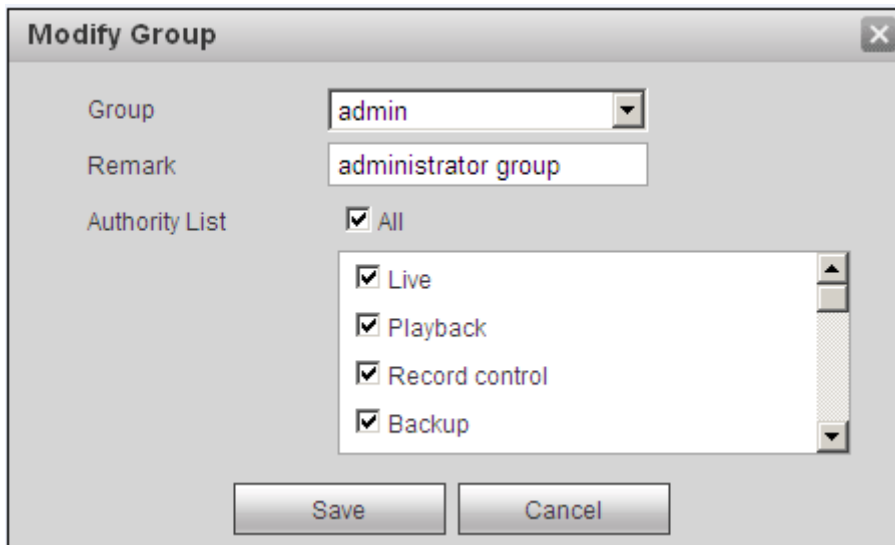 Modify Group
Group admin
Remark administrator group
Authority List All
Live
Playback
Record control
Backup
Save Cancel